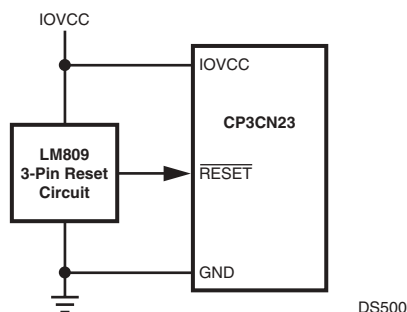 IOVCC
IOVCC
CP3CN23
LM809
3-Pin Reset
Circuit
RESET
GND
DS500